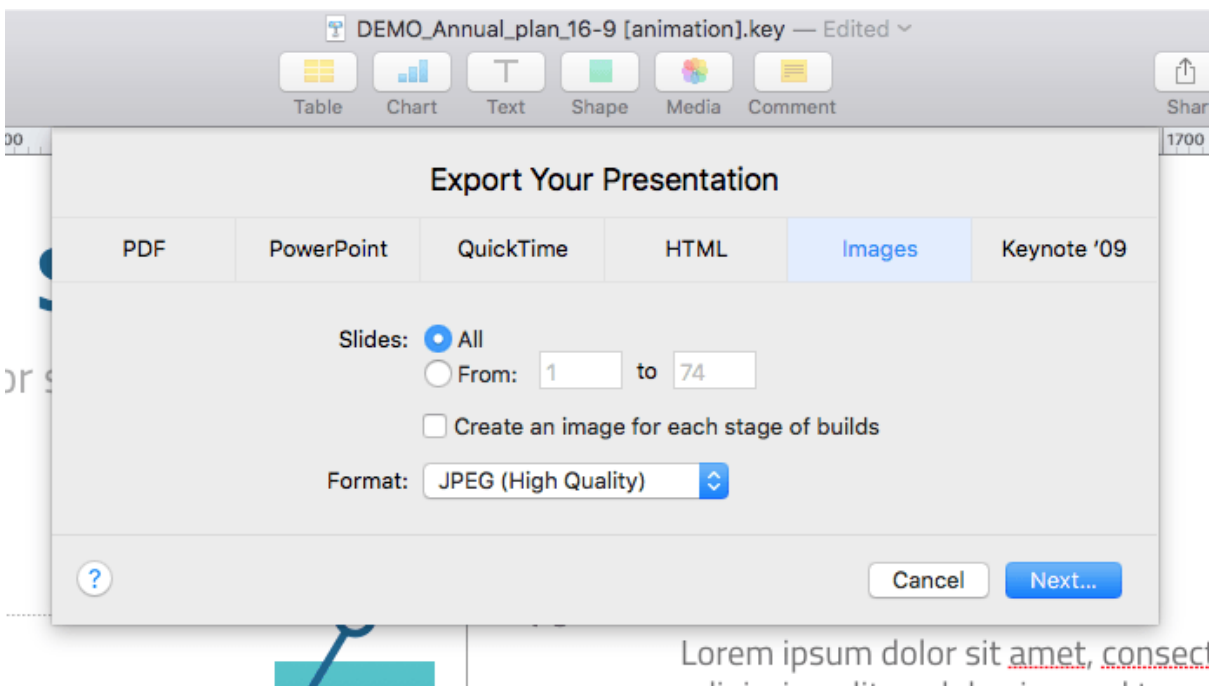 DEMO_Annual_plan_16-9 [animation].key — Edited
Table Chart Text Shape Media Comment
00 1700
Export Your Presentation
PDF PowerPoint QuickTime HTML Images Keynote ’09
Slides: All
From: 1 to 74
Create an image for each stage of builds
Format: JPEG (High Quality)
? Cancel Next...
Lorem ipsum dolor sit amet,